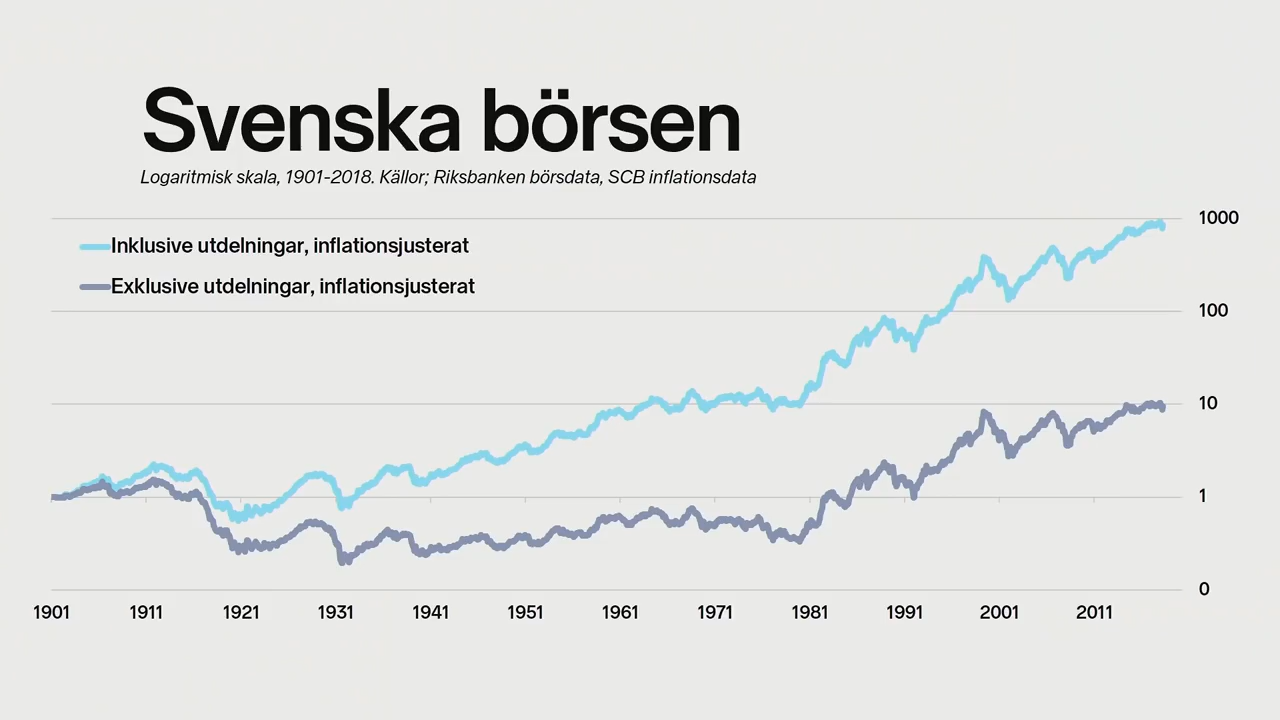 Svenska börsen
Logaritmisk skala, 1901-2018. Källor; Riksbanken börsdata, SCB inflationsdata
Inklusive utdelningar, inflationsjusterat
Exklusive utdelningar, inflationsjusterat
1000
100
10
1
0
1901 1911 1921 1931 1941 1951 1961 1971 1981 1991 2001 2011